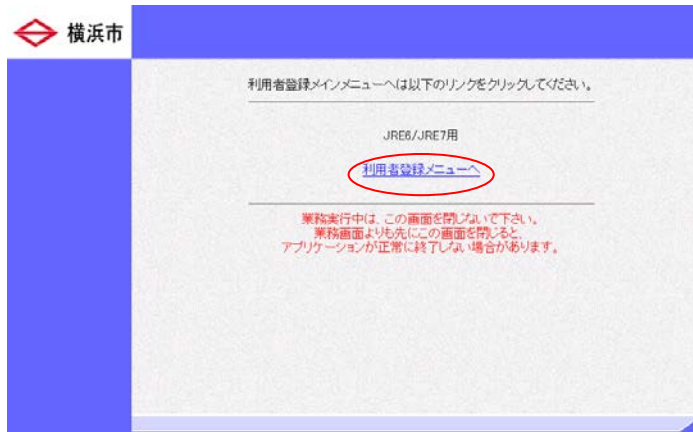 横浜市
利用者登録メインメニューへは以下のリンクをクリックしてください。
JRE6/JRE7用
利用者登録メニューへ
業務実行中は、この画面を閉じないで下さい。
業務画面よりも先にこの画面を閉じると、
アプリケーションが正常に終了しない場合があります。